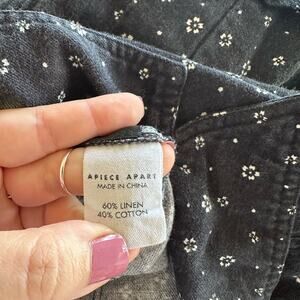 APIECE APART
MADE IN CHINA
60% LINEN
40% COTTON